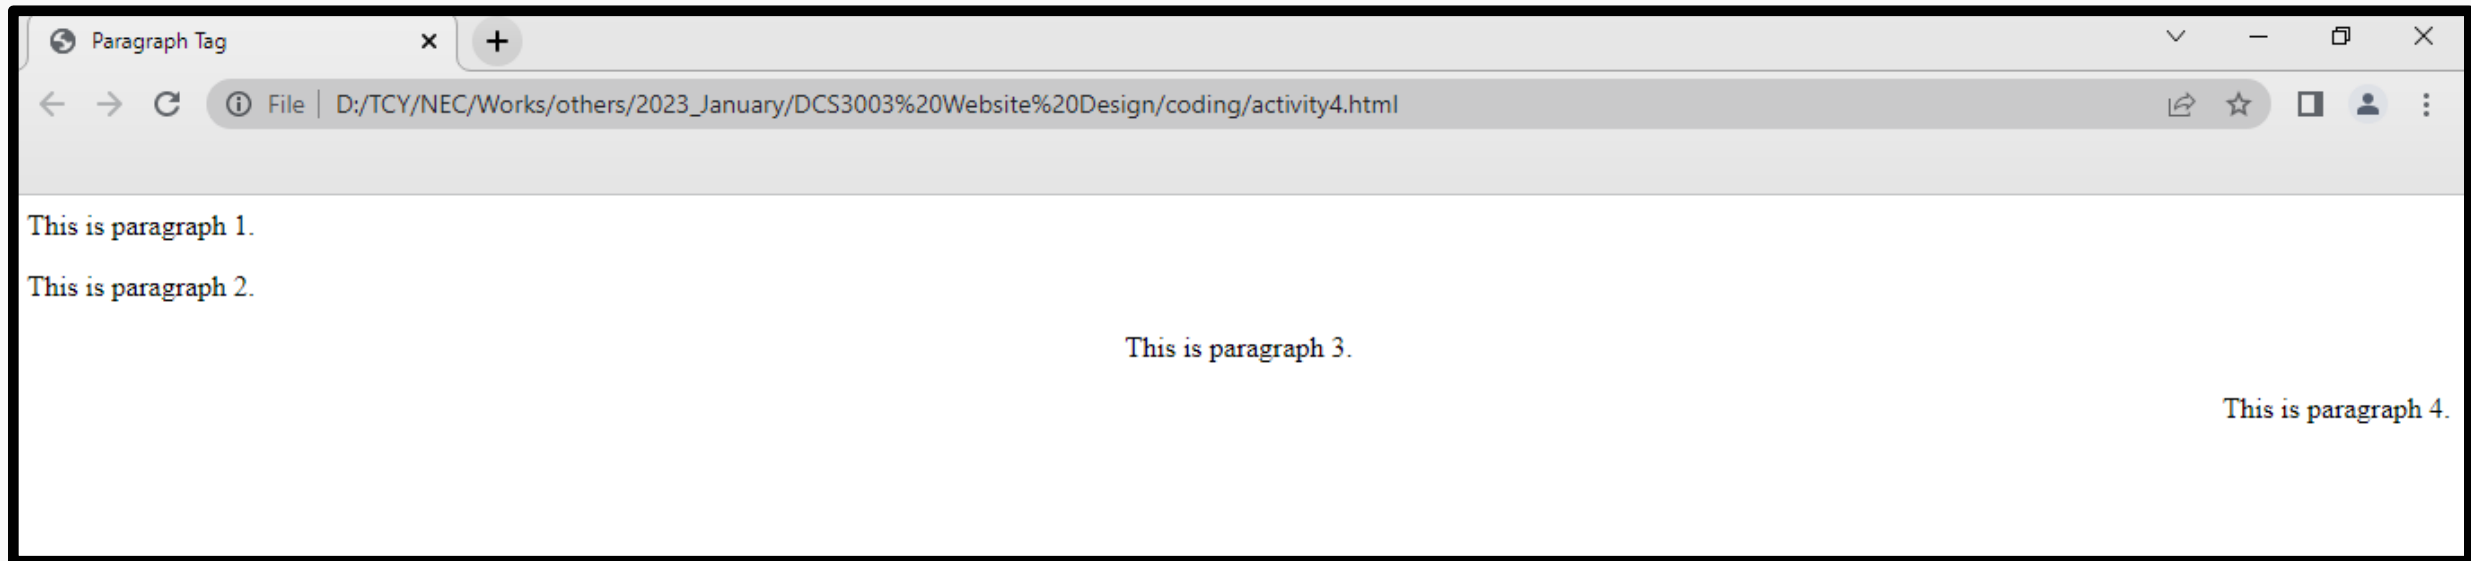 Paragraph Tag
File | D:/TCY/NEC/Works/others/2023_January/DCS3003%20Website%20Design/coding/activity4.html
This is paragraph 1.
This is paragraph 2.
This is paragraph 3.
This is paragraph 4.